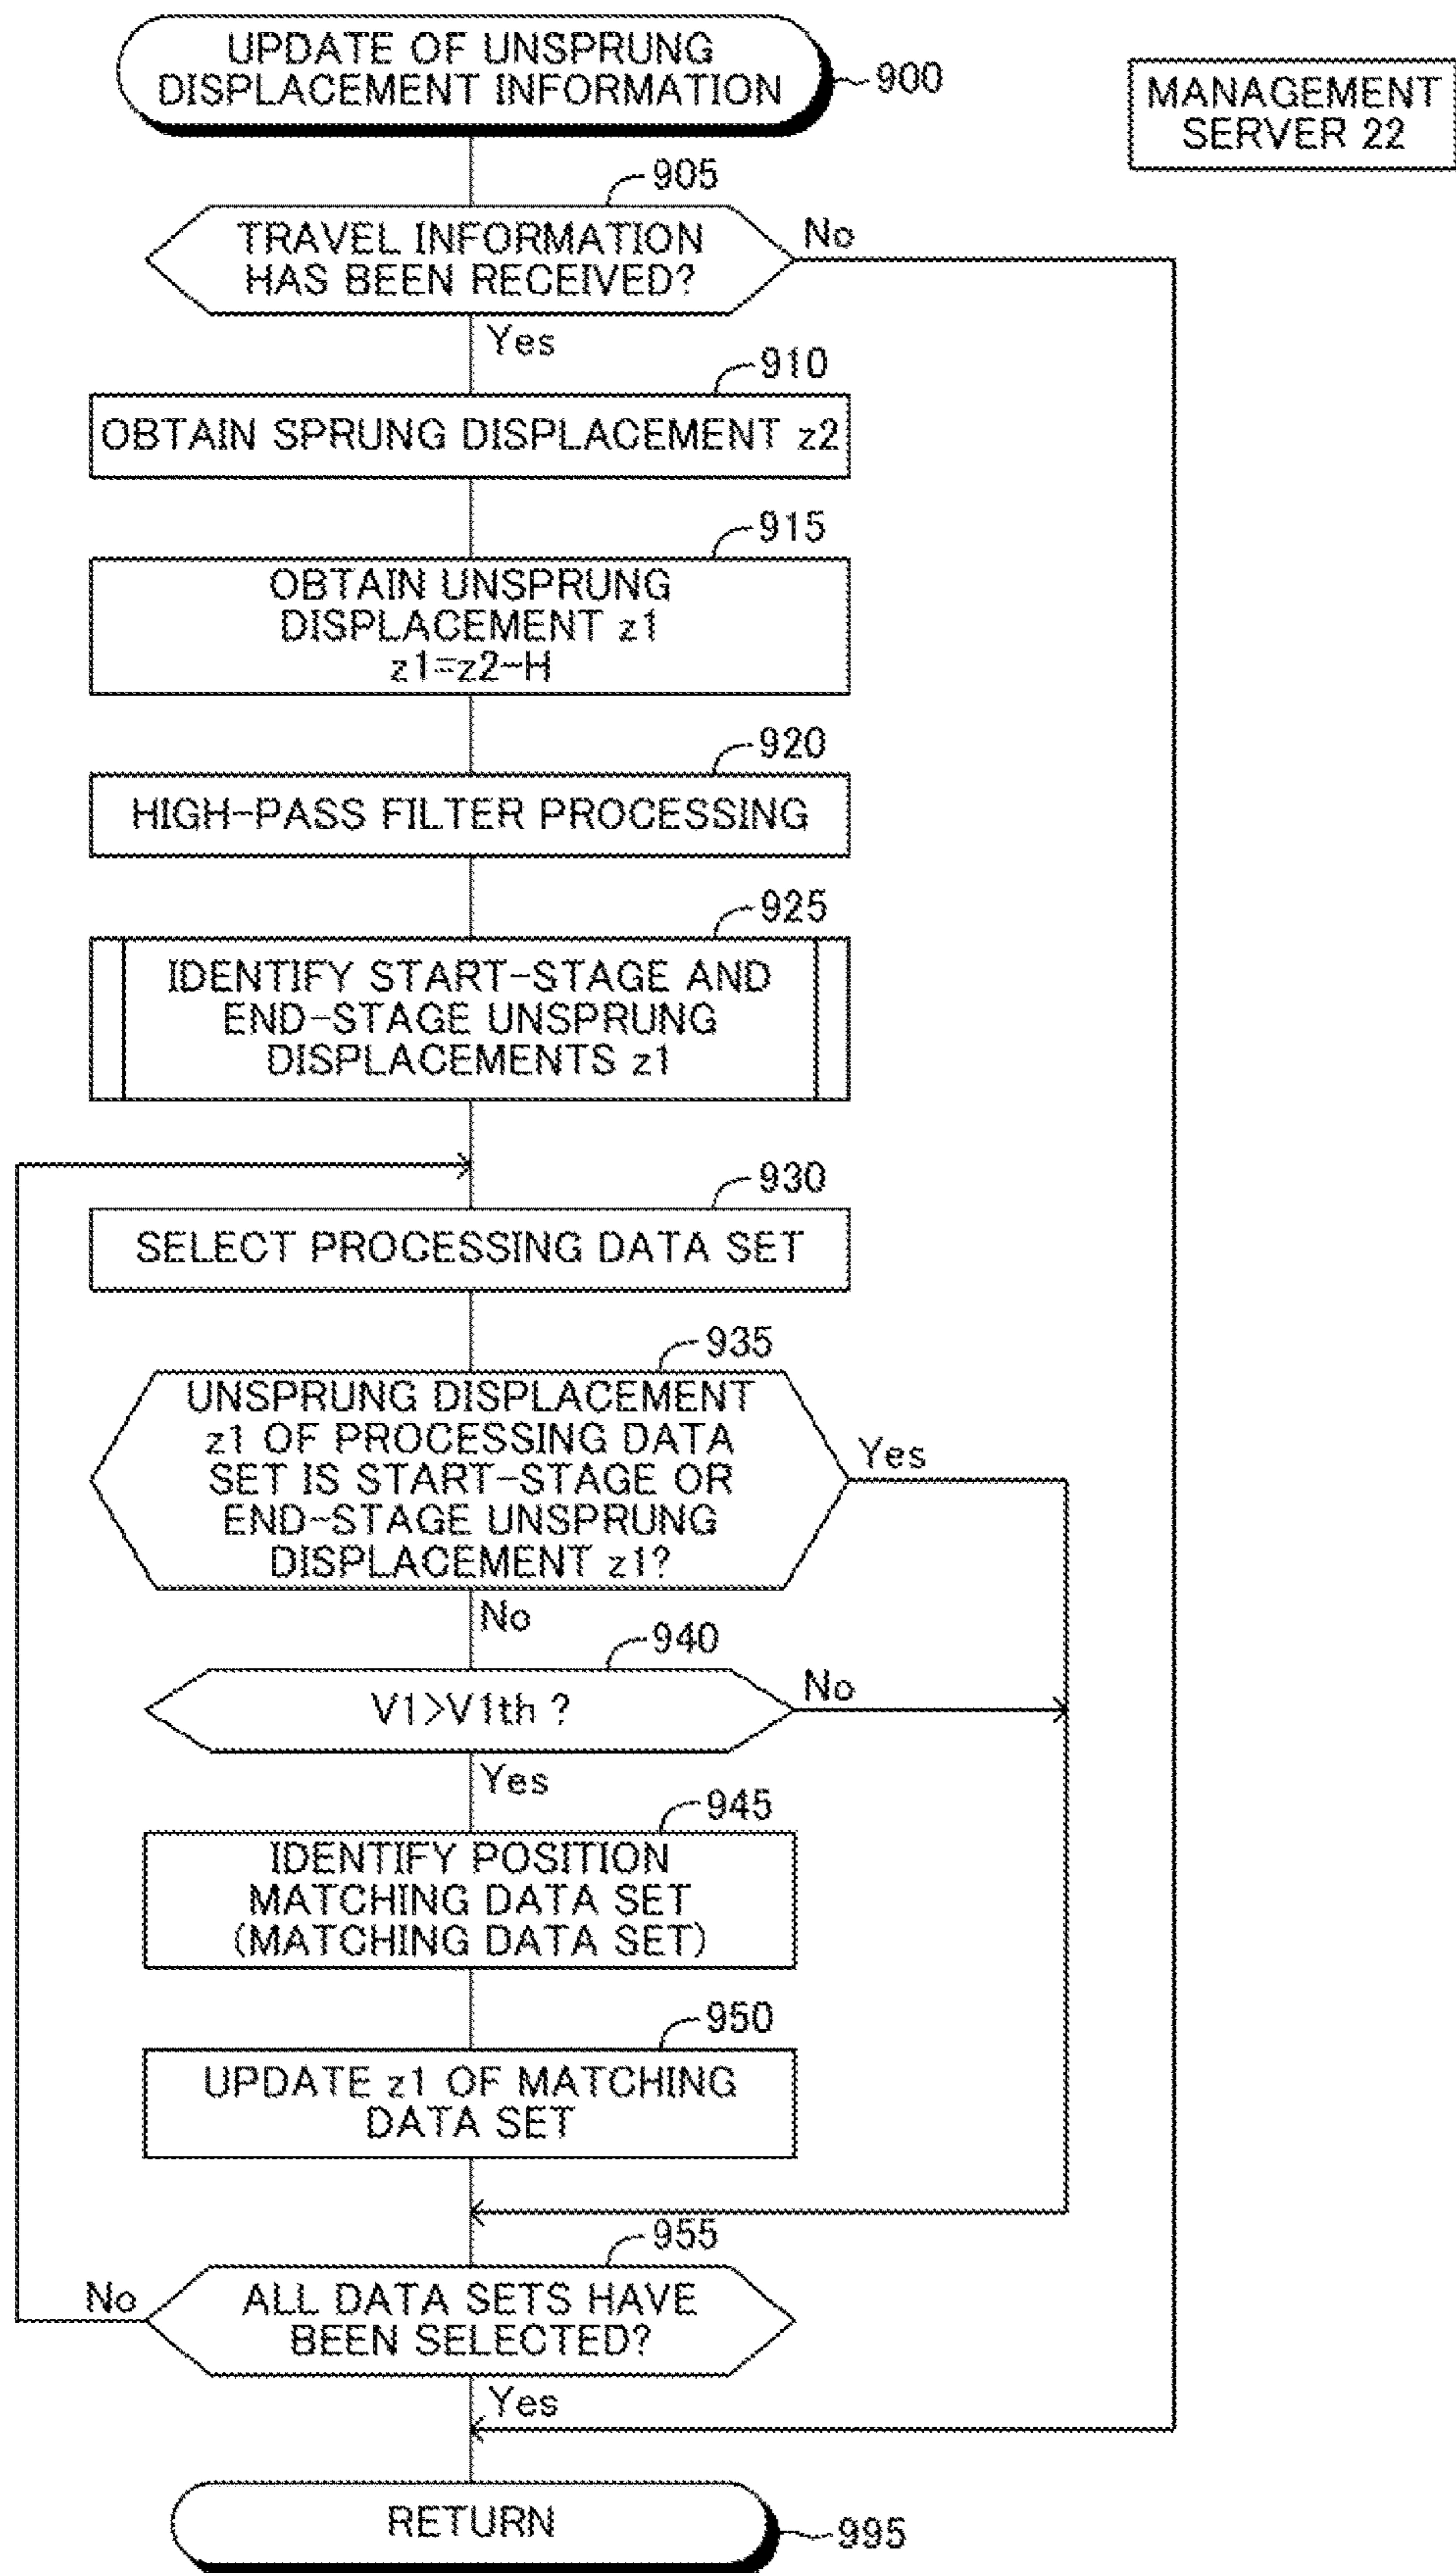 UPDATE OF UNSPRUNG
DISPLACEMENT INFORMATION
900
MANAGEMENT
SERVER 22
905
TRAVEL INFORMATION
HAS BEEN RECEIVED?
No
Yes
910
OBTAIN SPRUNG DISPLACEMENT z2
915
OBTAIN UNSPRUNG
DISPLACEMENT z1
z1=z2-H
920
HIGH-PASS FILTER PROCESSING
925
IDENTIFY START-STAGE AND
END-STAGE UNSPRUNG
DISPLACEMENTS z1
930
SELECT PROCESSING DATA SET
935
UNSPRUNG DISPLACEMENT
z1 OF PROCESSING DATA
SET IS START-STAGE OR
END-STAGE UNSPRUNG
DISPLACEMENT z1?
Yes
No
940
V1>V1th ?
No
Yes
945
IDENTIFY POSITION
MATCHING DATA SET
(MATCHING DATA SET)
950
UPDATE z1 OF MATCHING
DATA SET
955
ALL DATA SETS HAVE
BEEN SELECTED?
No
Yes
RETURN
995